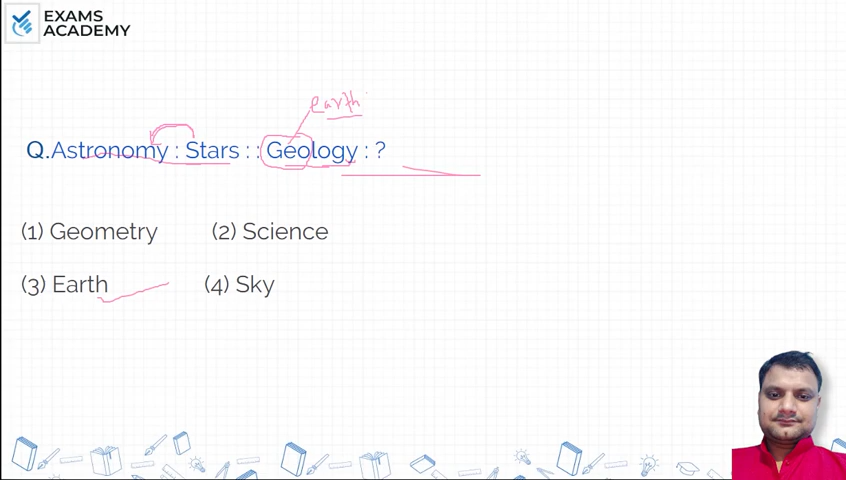 EXAMS
ACADEMY
earth
Q.Astronomy : Stars : : Geology : ?
(1) Geometry (2) Science
(3) Earth (4) Sky